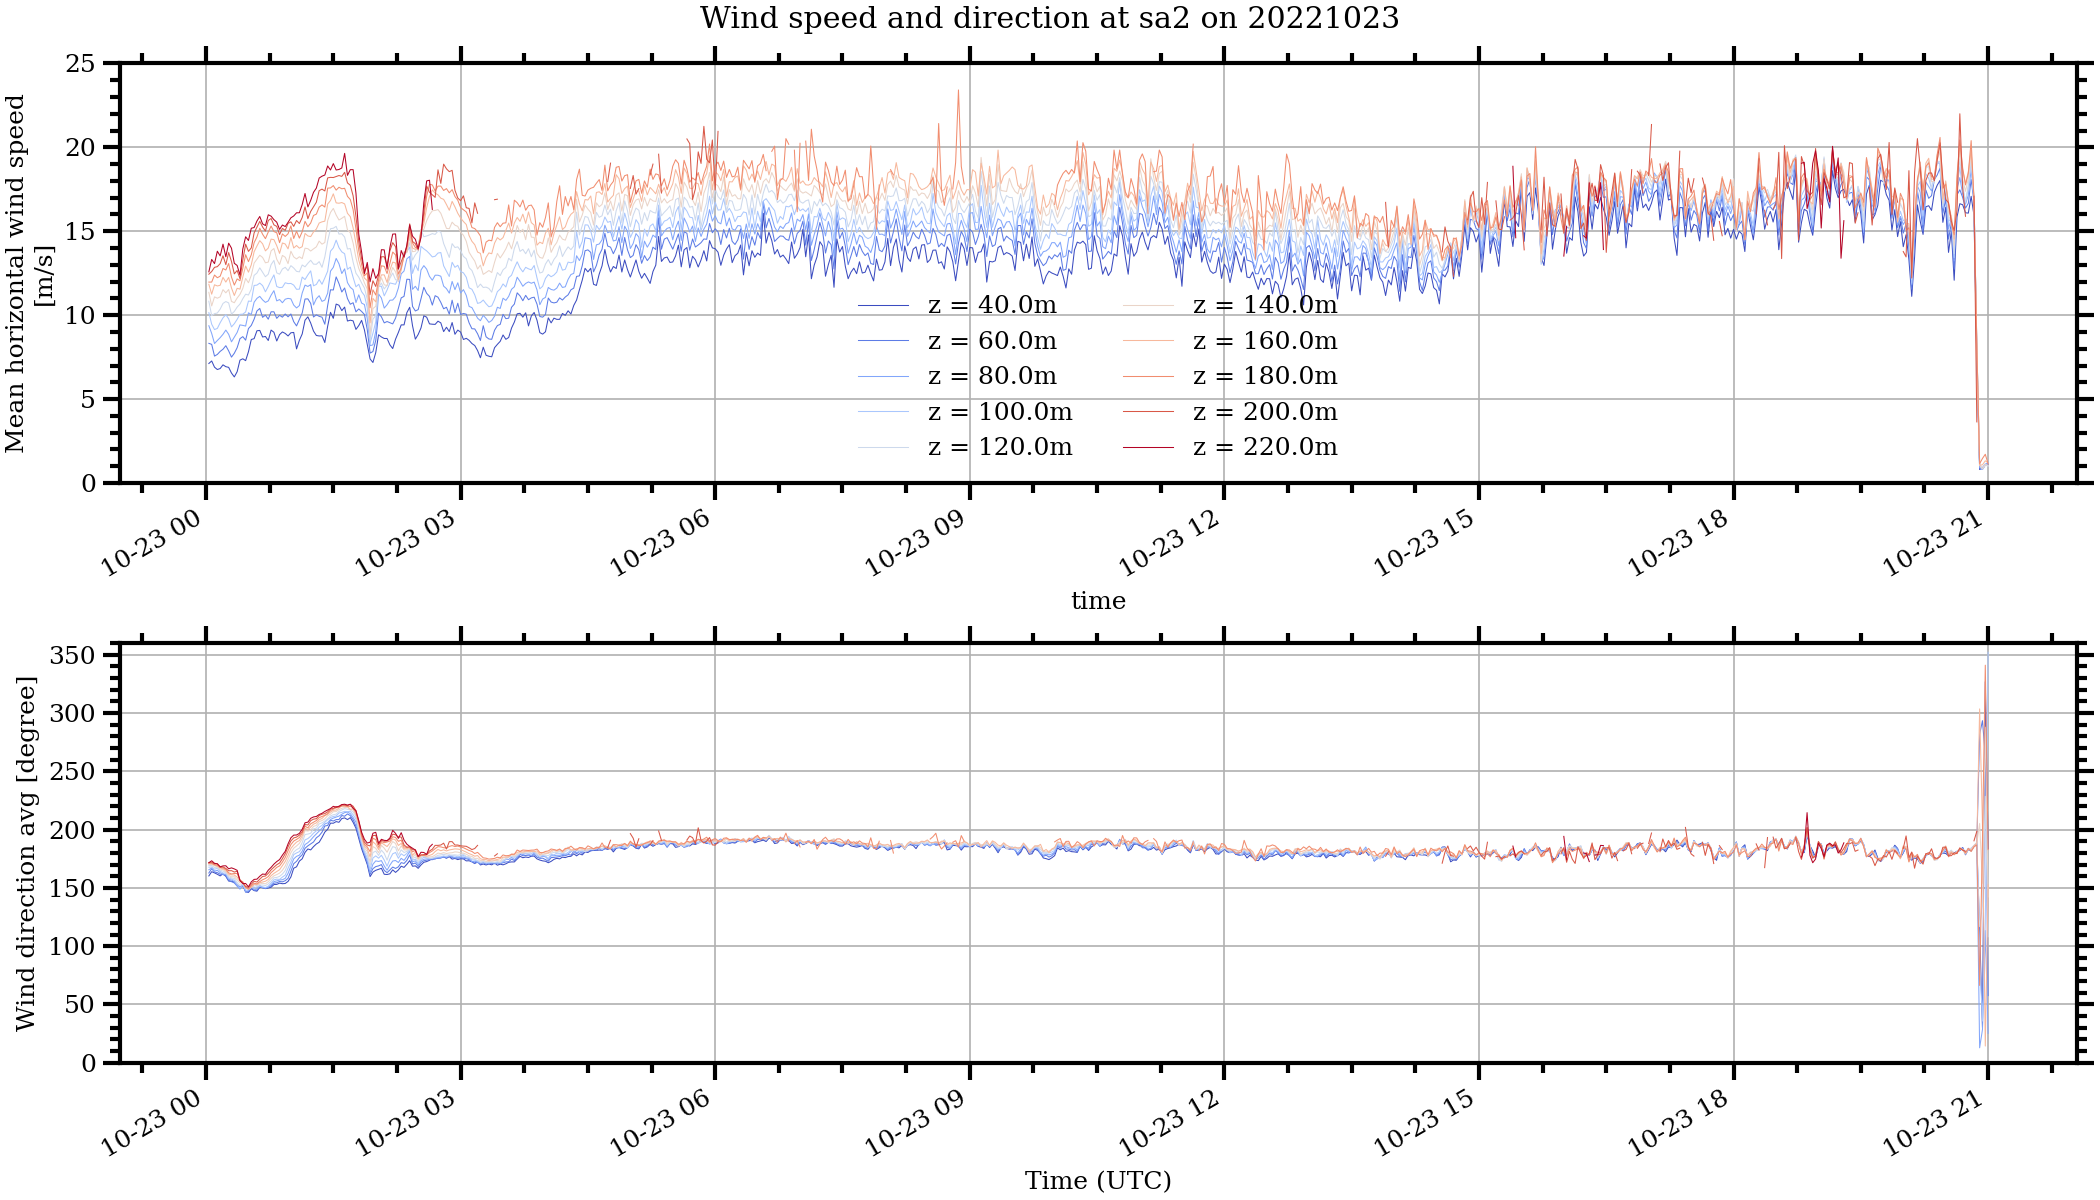 Wind speed and direction at sa2 on 20221023
Mean horizontal wind speed
[m/s]
25
20
15
10
5
0
z = 40.0m
z = 60.0m
z = 80.0m
z = 100.0m
z = 120.0m
z = 140.0m
z = 160.0m
z = 180.0m
z = 200.0m
z = 220.0m
10-23 00
10-23 03
10-23 06
10-23 09
10-23 12
10-23 15
10-23 18
10-23 21
time
Wind direction avg [degree]
350
300
250
200
150
100
50
0
10-23 00
10-23 03
10-23 06
10-23 09
10-23 12
10-23 15
10-23 18
10-23 21
Time (UTC)